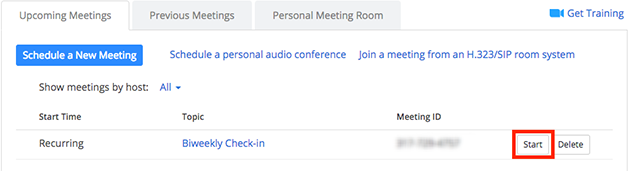 Upcoming Meetings Previous Meetings Personal Meeting Room Get Training
Schedule a New Meeting Schedule a personal audio conference Join a meeting from an H.323/SIP room system
Show meetings by host: All
Start Time Topic Meeting ID
Recurring Biweekly Check-in Start Delete